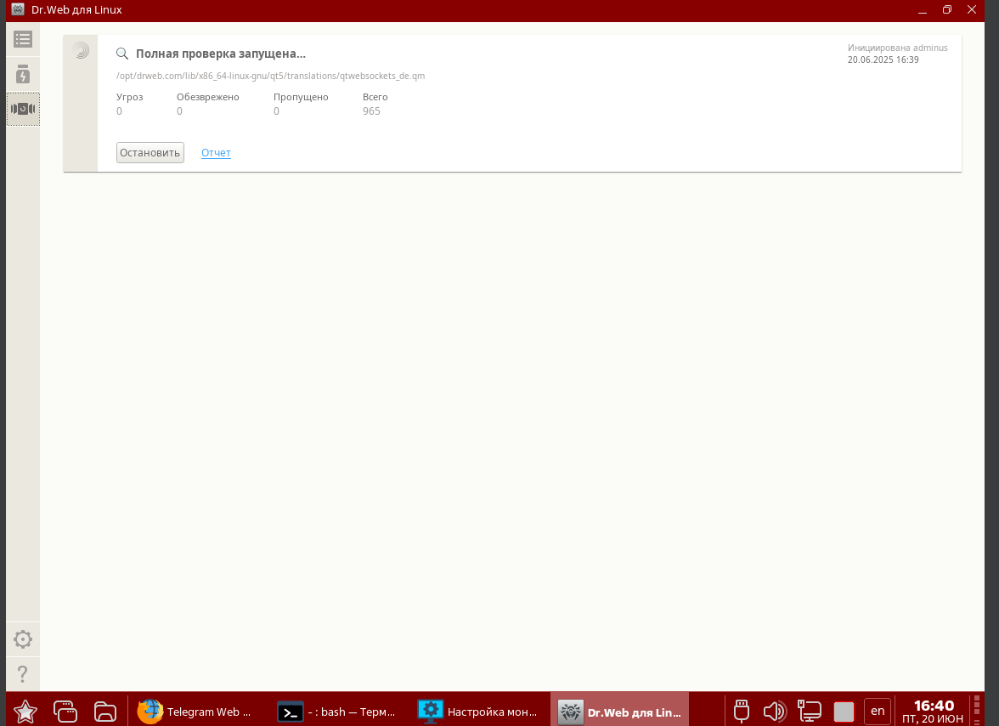 Dr.Web для Linux
Полная проверка запущена...
Инициирована adminus
20.06.2025 16:39
/opt/drweb.com/lib/x86_64-linux-gnu/qt5/translations/qtwebsockets_de.qm
Угроз Обезврежено Пропущено Всего
0 0 0 965
Остановить Отчет
?
Telegram Web ...
– : bash — Терм...
Настройка мон...
Dr.Web для Lin...
en
16:40
ПТ, 20 ИЮН